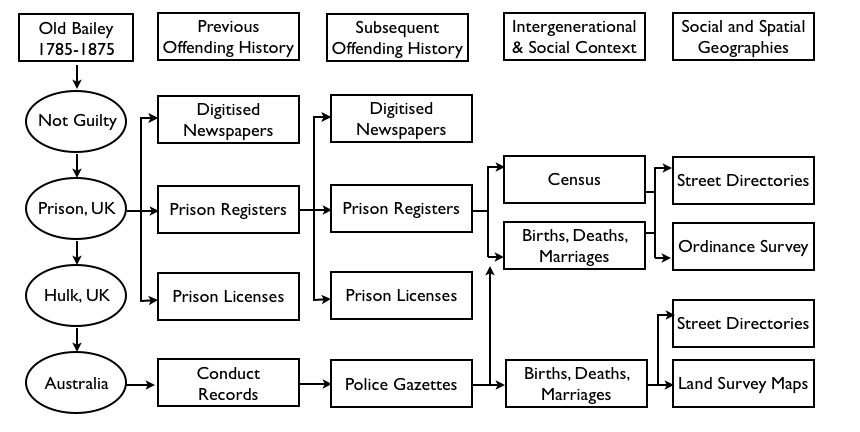 Old Bailey
1785-1875
Previous
Offending History
Subsequent
Offending History
Intergenerational
& Social Context
Social and Spatial
Geographies
Not Guilty
Digitised
Newspapers
Digitised
Newspapers
Prison, UK
Prison Registers
Prison Registers
Census
Street Directories
Births, Deaths,
Marriages
Ordinance Survey
Hulk, UK
Prison Licenses
Prison Licenses
Street Directories
Australia
Conduct
Records
Police Gazettes
Births, Deaths,
Marriages
Land Survey Maps